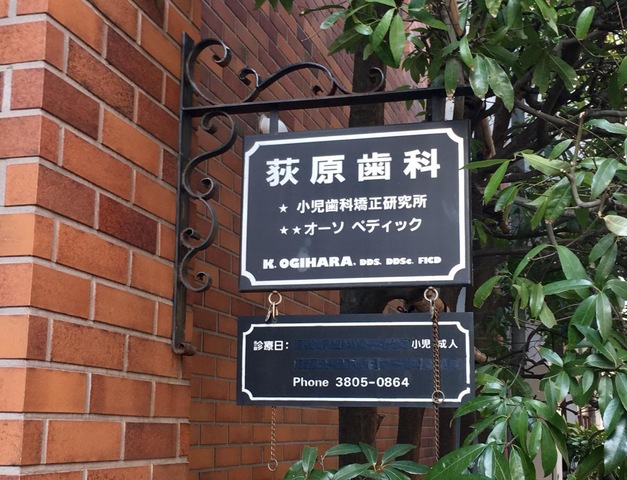 荻原歯科
★ 小児歯科矯正研究所
★★オーソ ペディック
K. OGIHARA. DDS. DDSc. FICD
診療日: 小児 成人
Phone 3805-0864